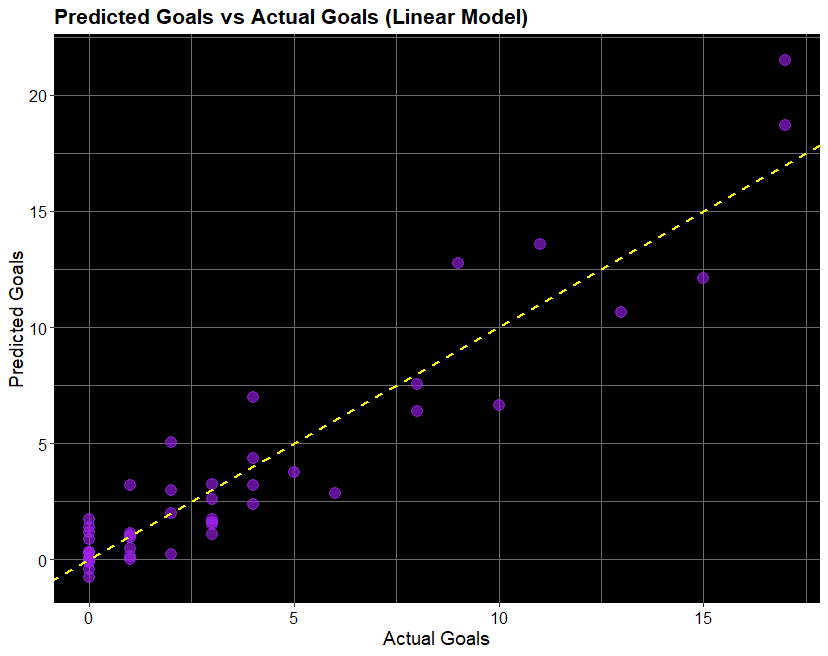 Predicted Goals vs Actual Goals (Linear Model)
20
15
10
5
0
Predicted Goals
0 5 10 15
Actual Goals